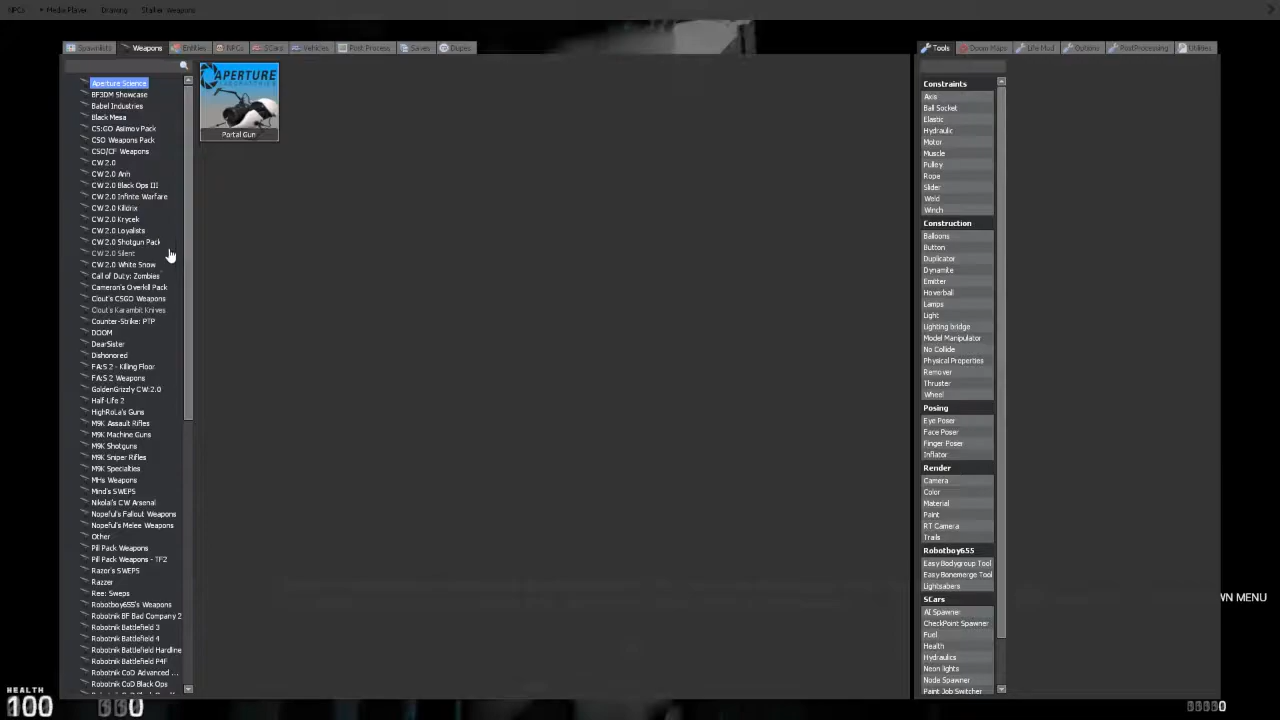 NPCs
Media Player
Drawing
Stalker Weapons
Spawnlists
Weapons
Entities
NPCs
SCars
Vehicles
Post Process
Saves
Dupes
Tools
Doom Maps
Life Mod
Options
PostProcessing
Utilities
Aperture Science
BF3DM Showcase
Babel Industries
Black Mesa
CS:GO Asimov Pack
CSO Weapons Pack
CSO/CF Weapons
CW 2.0
CW 2.0 Anh
CW 2.0 Black Ops III
CW 2.0 Infinte Warfare
CW 2.0 Killdrix
CW 2.0 Krycek
CW 2.0 Loyalists
CW 2.0 Shotgun Pack
CW 2.0 Silent
CW 2.0 White Snow
Call of Duty: Zombies
Cameron's Overkill Pack
Clout's CSGO Weapons
Clout's Karambit Knives
Counter-Strike: PTP
DOOM
DearSister
Dishonored
FA:S 2 - Killing Floor
FA:S 2 Weapons
GoldenGrizzly CW:2.0
Half-Life 2
HighRoLa's Guns
M9K Assault Rifles
M9K Machine Guns
M9K Shotguns
M9K Sniper Rifles
M9K Specialties
MHs Weapons
Mind's SWEPS
Nikolai's CW Arsenal
Nopeful's Fallout Weapons
Nopeful's Melee Weapons
Other
Pill Pack Weapons
Pill Pack Weapons - TF2
Razor's SWEPS
Razzer
Ree: Sweps
Robotboy655's Weapons
Robotnik BF Bad Company 2
Robotnik Battlefield 3
Robotnik Battlefield 4
Robotnik Battlefield Hardline
Robotnik Battlefield P4F
Robotnik CoD Advanced ...
Robotnik CoD Black Ops
APERTURE
LABORATORIES
Portal Gun
Constraints
Axis
Ball Socket
Elastic
Hydraulic
Motor
Muscle
Pulley
Rope
Slider
Weld
Winch
Construction
Balloons
Button
Duplicator
Dynamite
Emitter
Hoverball
Lamps
Light
Lighting bridge
Model Manipulator
No Collide
Physical Properties
Remover
Thruster
Wheel
Posing
Eye Poser
Face Poser
Finger Poser
Inflator
Render
Camera
Color
Material
Paint
RT Camera
Trails
Robotboy655
Easy Bodygroup Tool
Easy Bonemerge Tool
Lightsabers
SCars
AI Spawner
CheckPoint Spawner
Fuel
Health
Hydraulics
Neon lights
Node Spawner
Paint Job Switcher
WN MENU
HEALTH
100
0
0